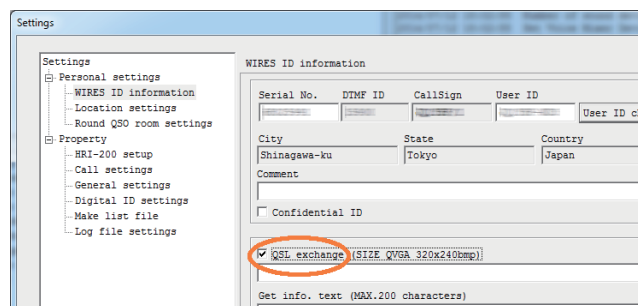 Settings
Settings
Personal settings
WIRES ID information
Location settings
Round QSO room settings
Property
HRI-200 setup
Call settings
General settings
Digital ID settings
Make list file
Log file settings
WIRES ID information
Serial No. DTMF ID CallSign User ID
User ID c
City State Country
Shinagawa-ku Tokyo Japan
Comment
Confidential ID
QSL exchange (SIZE QVGA 320x240bmp)
Get info. text (MAX.200 characters)